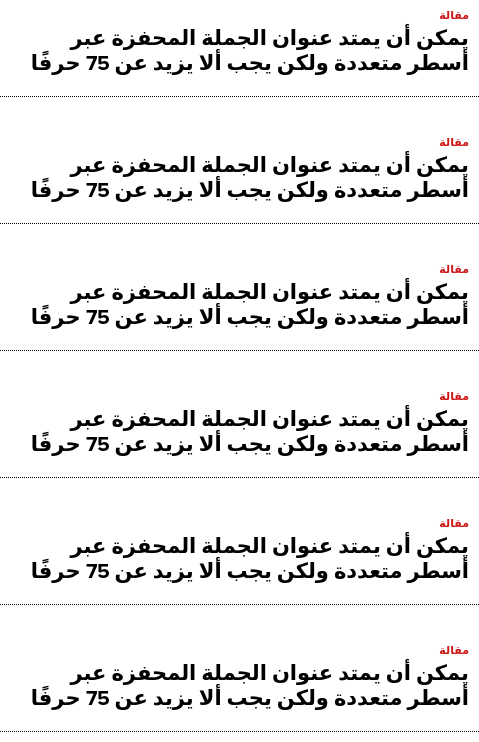 مقالة
يمكن أن يمتد عنوان الجملة المحفزة عبر
أسطر متعددة ولكن يجب ألا يزيد عن 75 حرفًا
مقالة
يمكن أن يمتد عنوان الجملة المحفزة عبر
أسطر متعددة ولكن يجب ألا يزيد عن 75 حرفًا
مقالة
يمكن أن يمتد عنوان الجملة المحفزة عبر
أسطر متعددة ولكن يجب ألا يزيد عن 75 حرفًا
مقالة
يمكن أن يمتد عنوان الجملة المحفزة عبر
أسطر متعددة ولكن يجب ألا يزيد عن 75 حرفًا
مقالة
يمكن أن يمتد عنوان الجملة المحفزة عبر
أسطر متعددة ولكن يجب ألا يزيد عن 75 حرفًا
مقالة
يمكن أن يمتد عنوان الجملة المحفزة عبر
أسطر متعددة ولكن يجب ألا يزيد عن 75 حرفًا